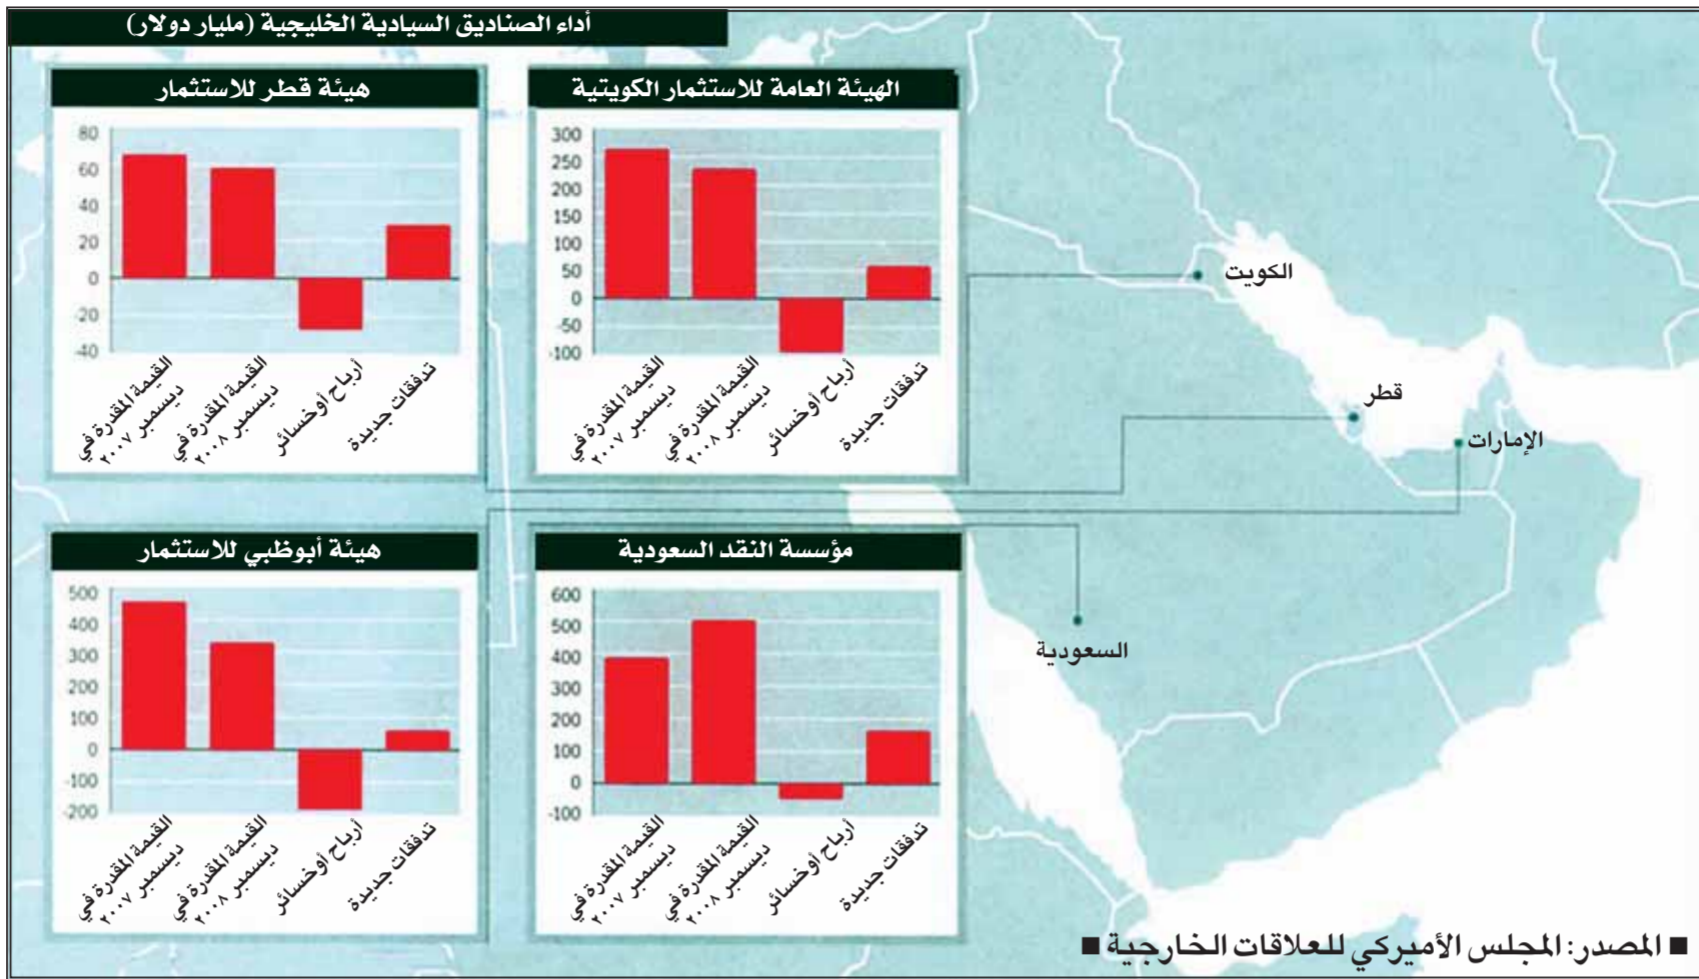 أداء الصناديق السيادية الخليجية (مليار دولار)
الهيئة العامة للاستثمار الكويتية
300
250
200
150
100
50
0
-50
-100
القيمة المقدرة في
ديسمبر ٢٠٠٧
القيمة المقدرة في
ديسمبر ٢٠٠٨
أرباح أو خسائر
تدفقات جديدة
هيئة قطر للاستثمار
80
60
40
20
0
-20
-40
القيمة المقدرة في
ديسمبر ٢٠٠٧
القيمة المقدرة في
ديسمبر ٢٠٠٨
أرباح أو خسائر
تدفقات جديدة
الكويت
قطر
الإمارات
السعودية
مؤسسة النقد السعودية
600
500
400
300
200
100
0
-100
القيمة المقدرة في
ديسمبر ٢٠٠٧
القيمة المقدرة في
ديسمبر ٢٠٠٨
أرباح أو خسائر
تدفقات جديدة
هيئة أبوظبي للاستثمار
500
400
300
200
100
0
-100
-200
القيمة المقدرة في
ديسمبر ٢٠٠٧
القيمة المقدرة في
ديسمبر ٢٠٠٨
أرباح أو خسائر
تدفقات جديدة
■ المصدر: المجلس الأميركي للعلاقات الخارجية ■